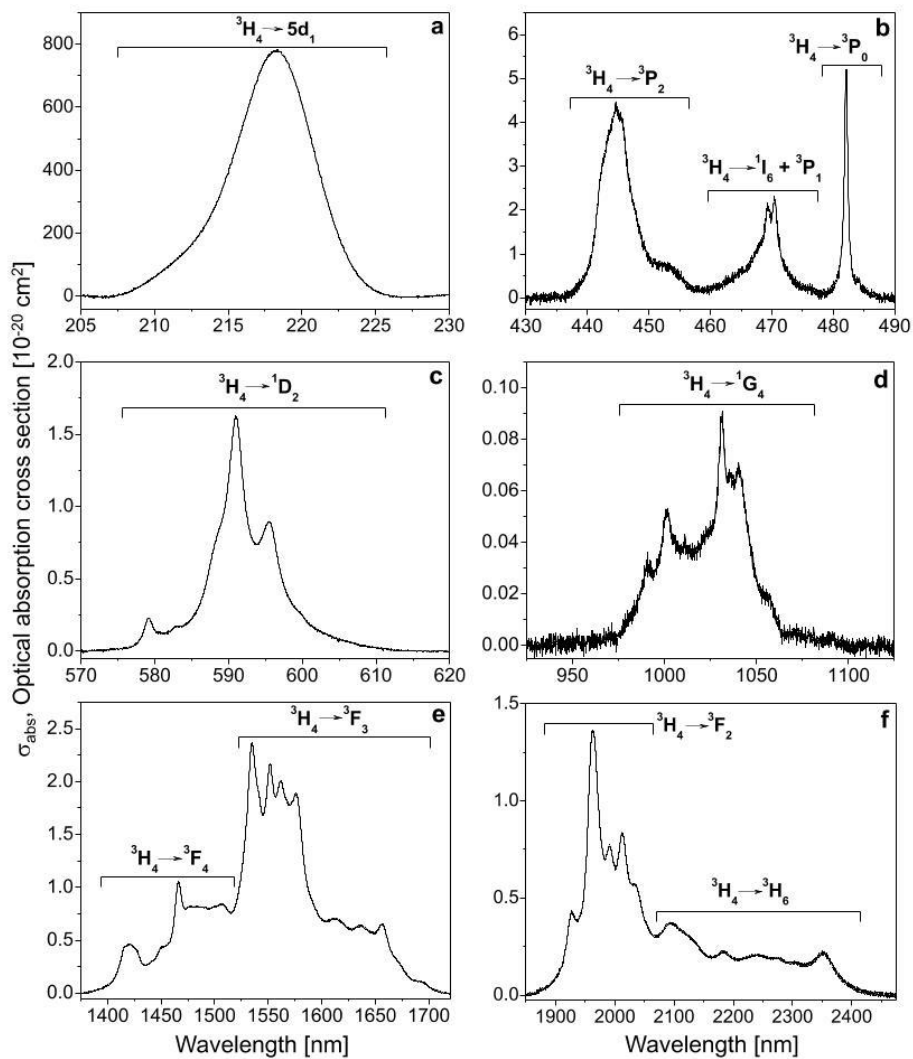 σabs, Optical absorption cross section [10⁻²⁰ cm²]
a
³H₄ → 5d₁
800
600
400
200
0
205 210 215 220 225 230
b
³H₄ → ³P₀
³H₄ → ³P₂
³H₄ → ¹I₆ + ³P₁
6
5
4
3
2
1
0
430 440 450 460 470 480 490
c
³H₄ → ¹D₂
2.0
1.5
1.0
0.5
0.0
570 580 590 600 610 620
d
³H₄ → ¹G₄
0.10
0.08
0.06
0.04
0.02
0.00
950 1000 1050 1100
e
³H₄ → ³F₃
³H₄ → ³F₄
2.5
2.0
1.5
1.0
0.5
0.0
1400 1450 1500 1550 1600 1650 1700
Wavelength [nm]
f
³H₄ → ³F₂
³H₄ → ³H₆
1.5
1.0
0.5
0.0
1900 2000 2100 2200 2300 2400
Wavelength [nm]